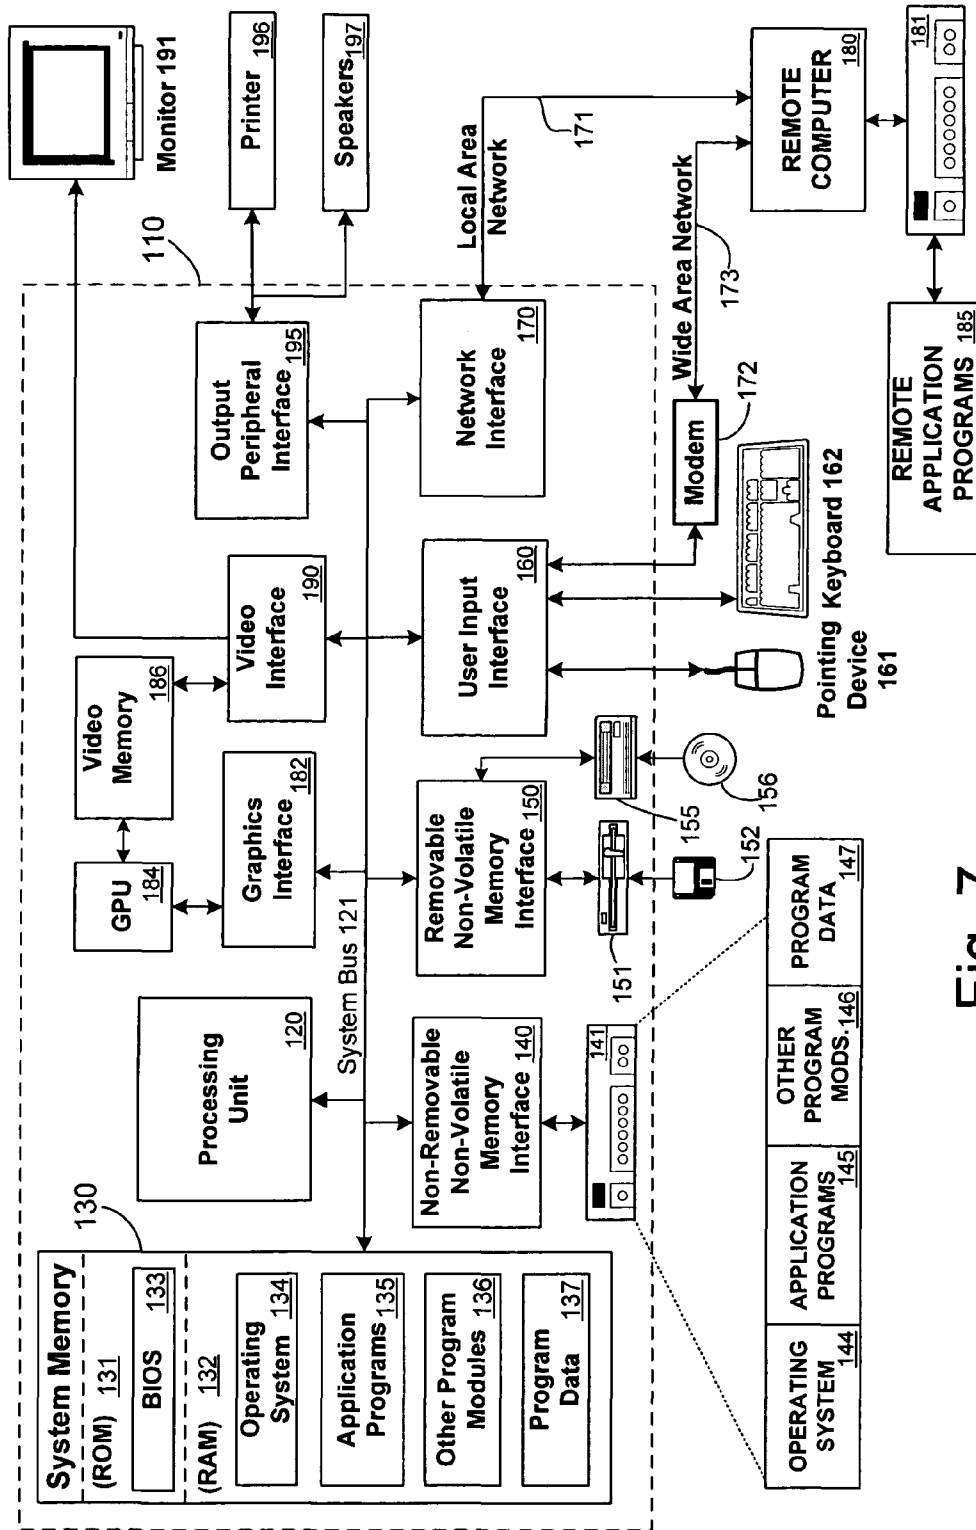 System Memory
130
(ROM) 131
BIOS 133
(RAM) 132
Operating
System 134
Application
Programs 135
Other Program
Modules 136
Program
Data 137
Processing
Unit
120
System Bus 121
GPU
184
Video
Memory
186
Graphics
Interface
182
Video
Interface
190
Output
Peripheral
Interface 195
110
Monitor 191
Printer
196
Speakers 197
Non-Removable
Non-Volatile
Memory
Interface 140
Removable
Non-Volatile
Memory
Interface 150
User Input
Interface
160
Network
Interface
170
Local Area
Network
171
Wide Area Network
173
Modem
172
141
151
152
155
156
Pointing
Device
161
Keyboard 162
REMOTE
COMPUTER
180
181
REMOTE
APPLICATION
PROGRAMS 185
OPERATING
SYSTEM 144
APPLICATION
PROGRAMS 145
OTHER
PROGRAM
MODS. 146
PROGRAM
DATA 147
Fig. 7